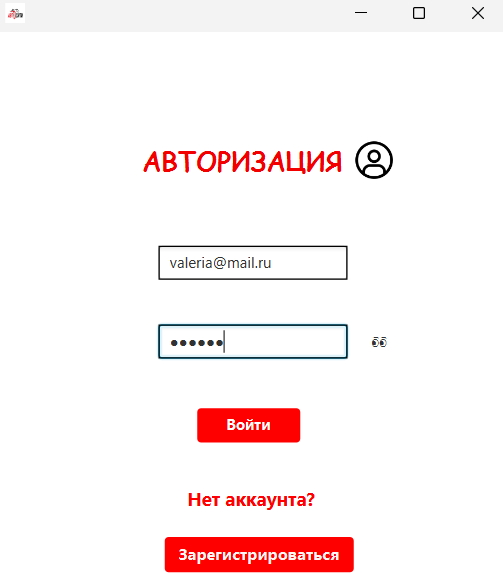 АВТОРИЗАЦИЯ
valeria@mail.ru
••••••
Войти
Нет аккаунта?
Зарегистрироваться